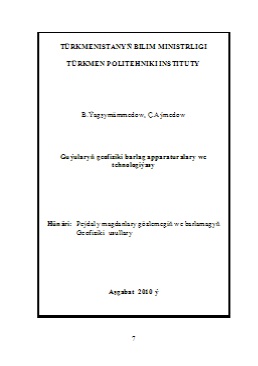 TÜRKMENISTANYŇ BILIM MINISTRLIGI
TÜRKMEN POLITEHNIKI INSTITUTY
B.Ýagşymämmedow, Ç.Aýmedow
Guýularyň geofiziki barlag apparaturalary we
tehnologiýasy
Hünäri: Peýdaly magdanlary gözlemegiň we barlamagyň
Geofiziki usullary
Aşgabat 2010 ý
7